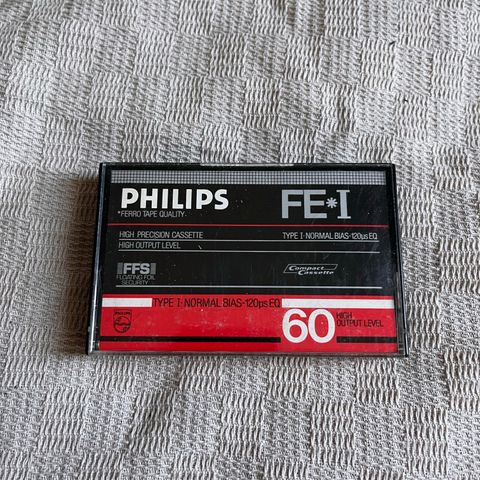 PHILIPS
*FERRO TAPE QUALITY
FE*I
HIGH PRECISION CASSETTE
TYPE I·NORMAL BIAS-120µs EQ
HIGH OUTPUT LEVEL
FFS
FLOATING FOIL
SECURITY
Compact
Cassette
TYPE I·NORMAL BIAS-120µs EQ
PHILIPS
60
HIGH
OUTPUT LEVEL